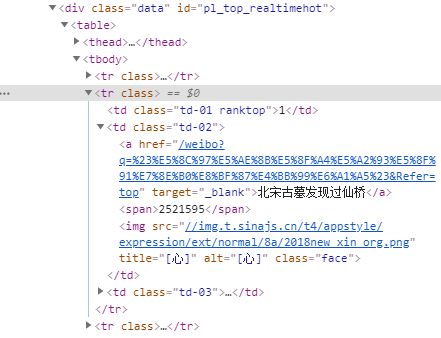 ▼<div class="data" id="pl_top_realtimehot">
▼<table>
▶<thead>…</thead>
▼<tbody>
▶<tr class>…</tr>
… ▼<tr class> == $0
<td class="td-01 ranktop">1</td>
▼<td class="td-02">
<a href="/weibo?
q=%23%E5%8C%97%E5%AE%8B%E5%8F%A4%E5%A2%93%E5%8F%
91%E7%8E%B0%E8%BF%87%E4%BB%99%E6%A1%A5%23&Refer=
top" target="_blank">北宋古墓发现过仙桥</a>
<span>2521595</span>
<img src="//img.t.sinajs.cn/t4/appstyle/
expression/ext/normal/8a/2018new_xin_org.png"
title="[心]" alt="[心]" class="face">
</td>
▶<td class="td-03">…</td>
</tr>
▶<tr class>…</tr>